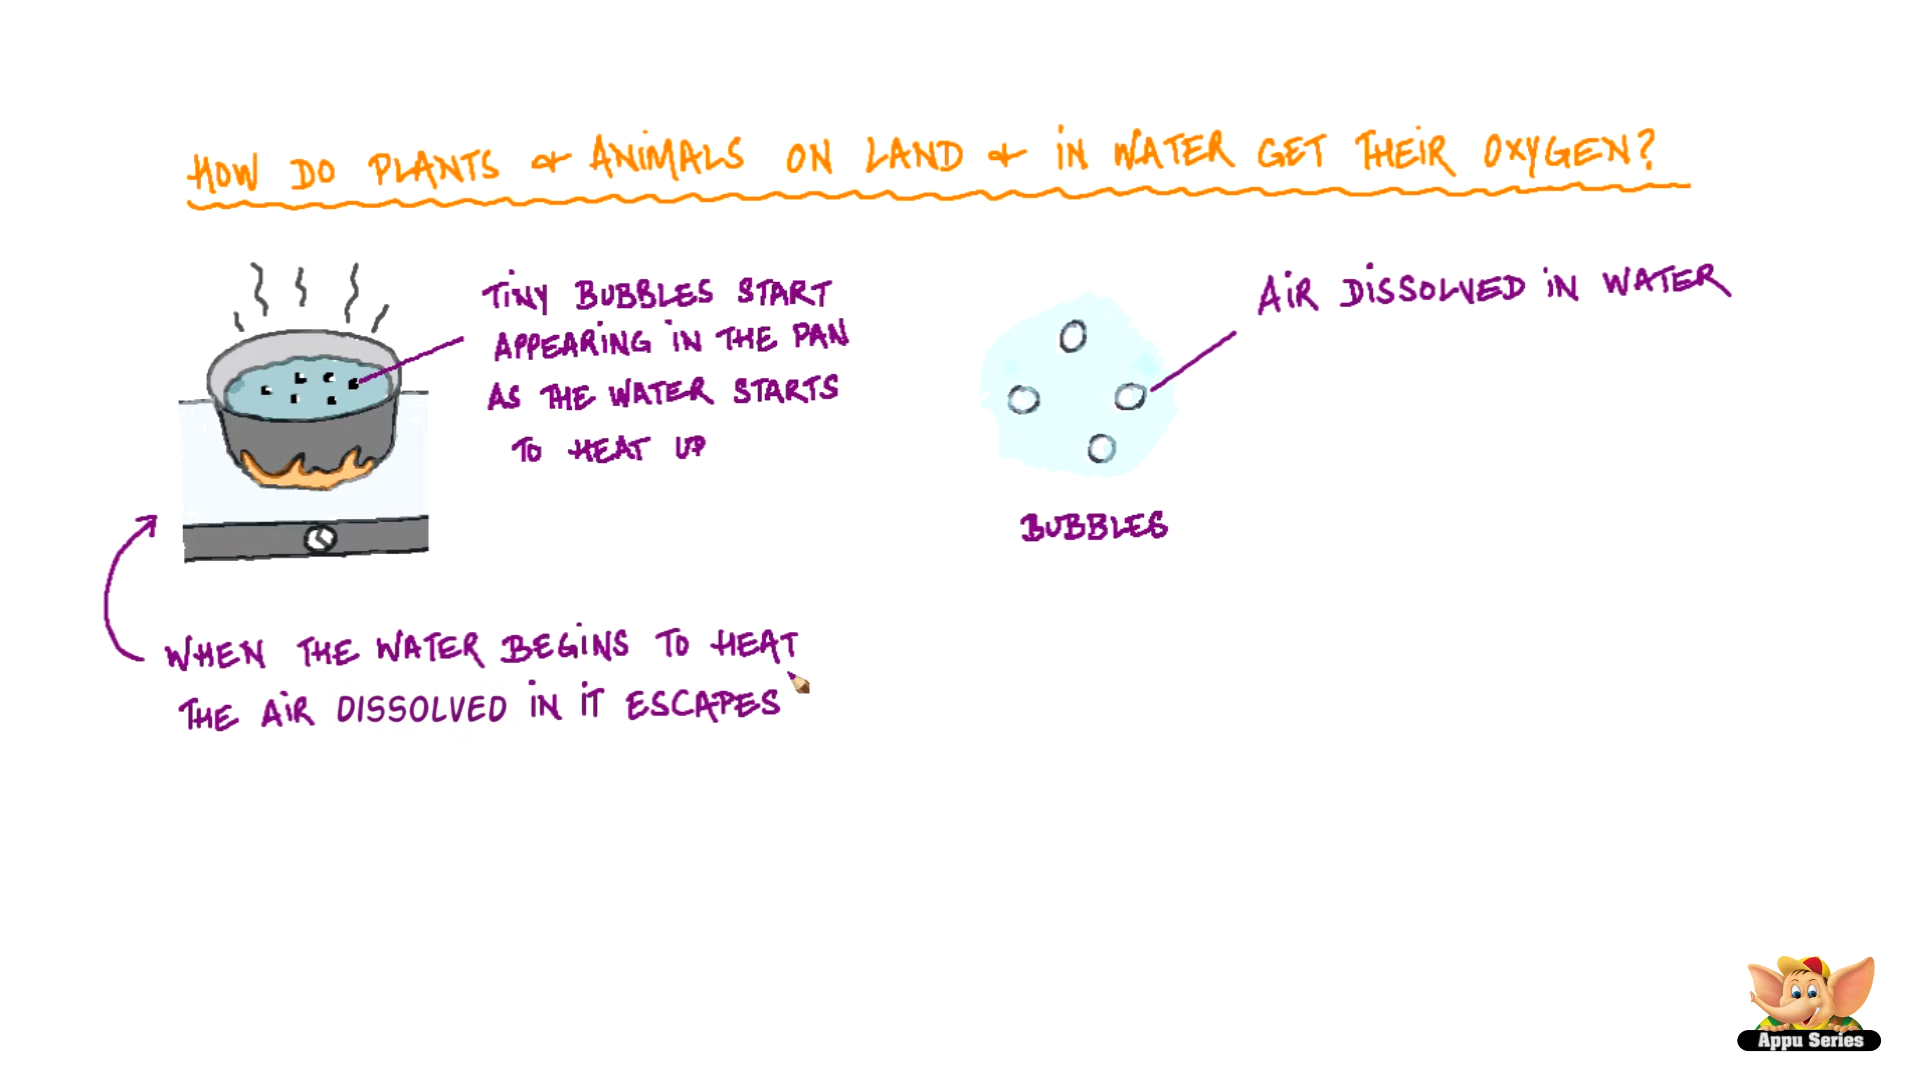 HOW DO PLANTS & ANIMALS ON LAND & IN WATER GET THEIR OXYGEN?
TINY BUBBLES START
APPEARING IN THE PAN
AS THE WATER STARTS
TO HEAT UP
AIR DISSOLVED IN WATER
BUBBLES
WHEN THE WATER BEGINS TO HEAT
THE AIR DISSOLVED IN IT ESCAPES
Appu Series